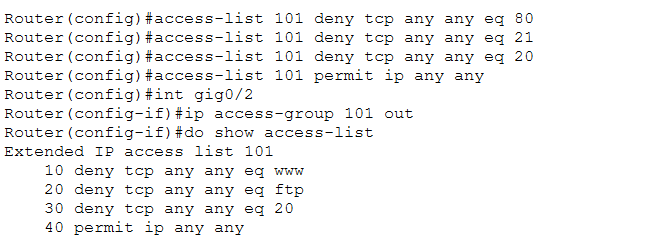 Router(config)#access-list 101 deny tcp any any eq 80
Router(config)#access-list 101 deny tcp any any eq 21
Router(config)#access-list 101 deny tcp any any eq 20
Router(config)#access-list 101 permit ip any any
Router(config)#int gig0/2
Router(config-if)#ip access-group 101 out
Router(config-if)#do show access-list
Extended IP access list 101
    10 deny tcp any any eq www
    20 deny tcp any any eq ftp
    30 deny tcp any any eq 20
    40 permit ip any any